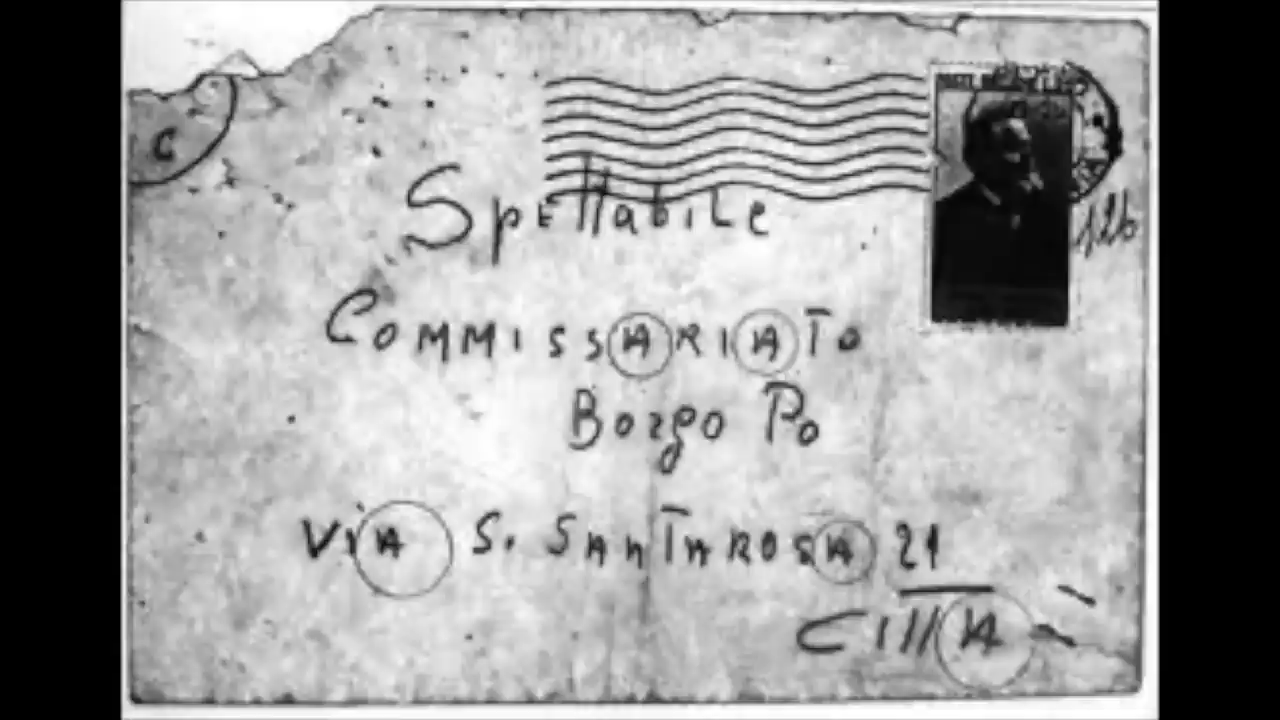 C
Spettabile
COMMISSARIATO
Borgo Po
ViA S. SANTAROSA 21
CittA